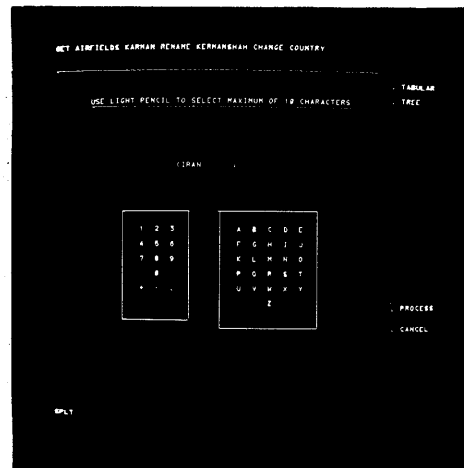 GET AIRFIELDS KARMAN RENAME KERMANSHAH CHANGE COUNTRY
. TABULAR
USE LIGHT PENCIL TO SELECT MAXIMUM OF 10 CHARACTERS
. TREE
(IRAN .
1 2 3 A B C D E
4 5 6 F G H I J
7 8 9 K L M N O
0 P Q R S T
+ - . U V W X Y
Z
. PROCESS
. CANCEL
SPLT